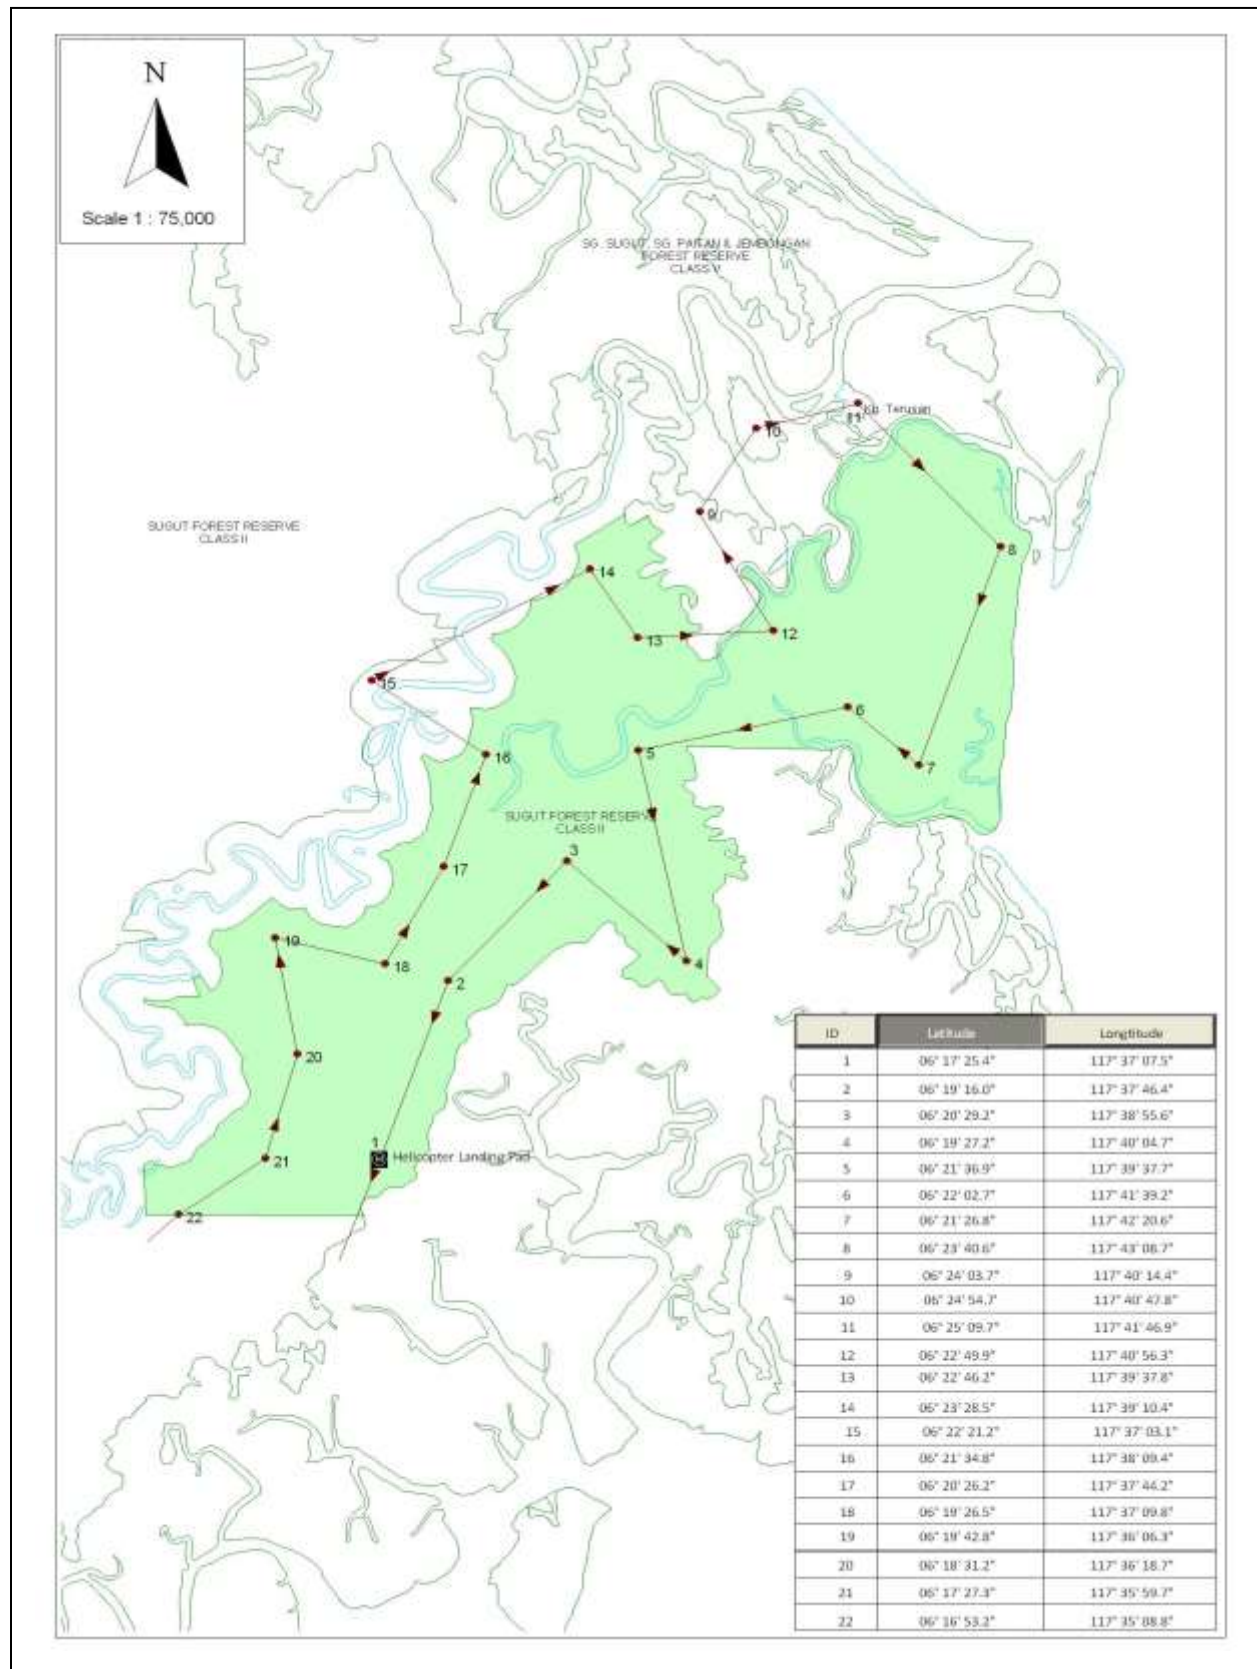 N
Scale 1 : 75,000
SG. SUGUT, SG. PAITAN & JEMBONGAN
FOREST RESERVE
CLASS V
11
Kg. Terusan
10
9
8
SUGUT FOREST RESERVE
CLASS II
14
13
12
15
6
5
16
7
SUGUT FOREST RESERVE
CLASS II
3
17
19
18
4
2
20
1
Helicopter Landing Pad
21
22
ID Latitude Longtitude
1 06° 17' 25.4" 117° 37' 07.5"
2 06° 19' 16.0" 117° 37' 46.4"
3 06° 20' 29.2" 117° 38' 55.6"
4 06° 19' 27.2" 117° 40' 04.7"
5 06° 21' 36.9" 117° 39' 37.7"
6 06° 22' 02.7" 117° 41' 39.2"
7 06° 21' 26.8" 117° 42' 20.6"
8 06° 23' 40.6" 117° 43' 08.7"
9 06° 24' 03.7" 117° 40' 14.4"
10 06° 24' 54.7' 117° 40' 47.8"
11 06° 25' 09.7" 117° 41' 46.9"
12 06° 22' 49.9" 117° 40' 56.3"
13 06° 22' 46.2" 117° 39' 37.8"
14 06° 23' 28.5" 117° 39' 10.4"
15 06° 22' 21.2" 117° 37' 03.1"
16 06° 21' 34.8" 117° 38' 09.4"
17 06° 20' 26.2" 117° 37' 44.2"
18 06° 19' 26.5" 117° 37' 09.8"
19 06° 19' 42.8" 117° 36' 06.3"
20 06° 18' 31.2" 117° 36' 18.7"
21 06° 17' 27.3" 117° 35' 59.7"
22 06° 16' 53.2" 117° 35' 08.8"